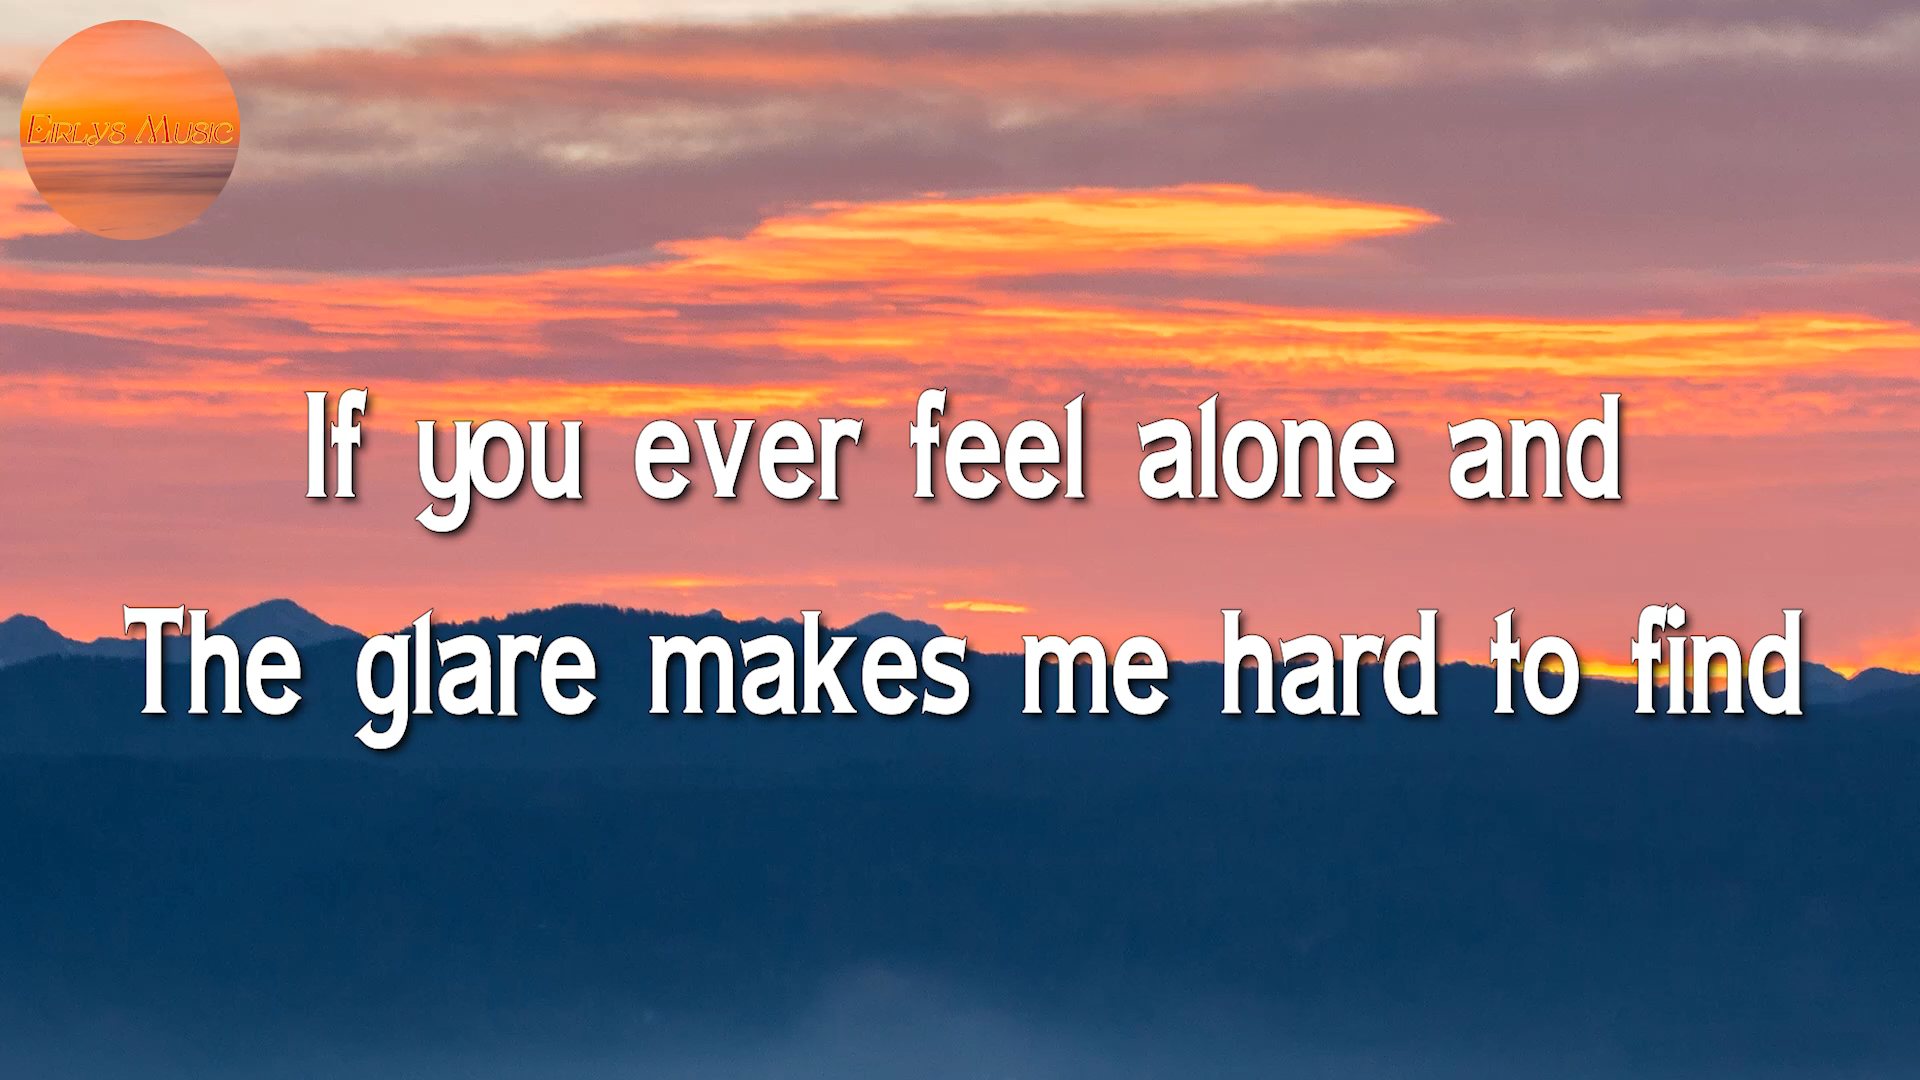 Eirlys Music
If you ever feel alone and
The glare makes me hard to find